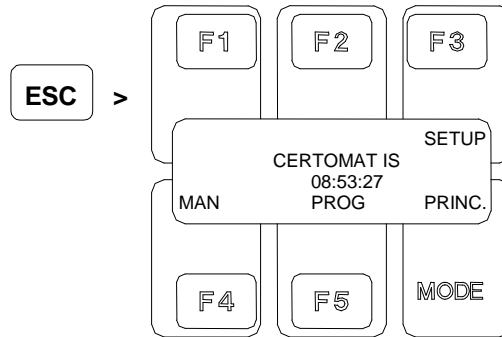 F1 F2 F3
ESC >
SETUP
CERTOMAT IS
08:53:27
MAN PROG PRINC.
F4 F5 MODE